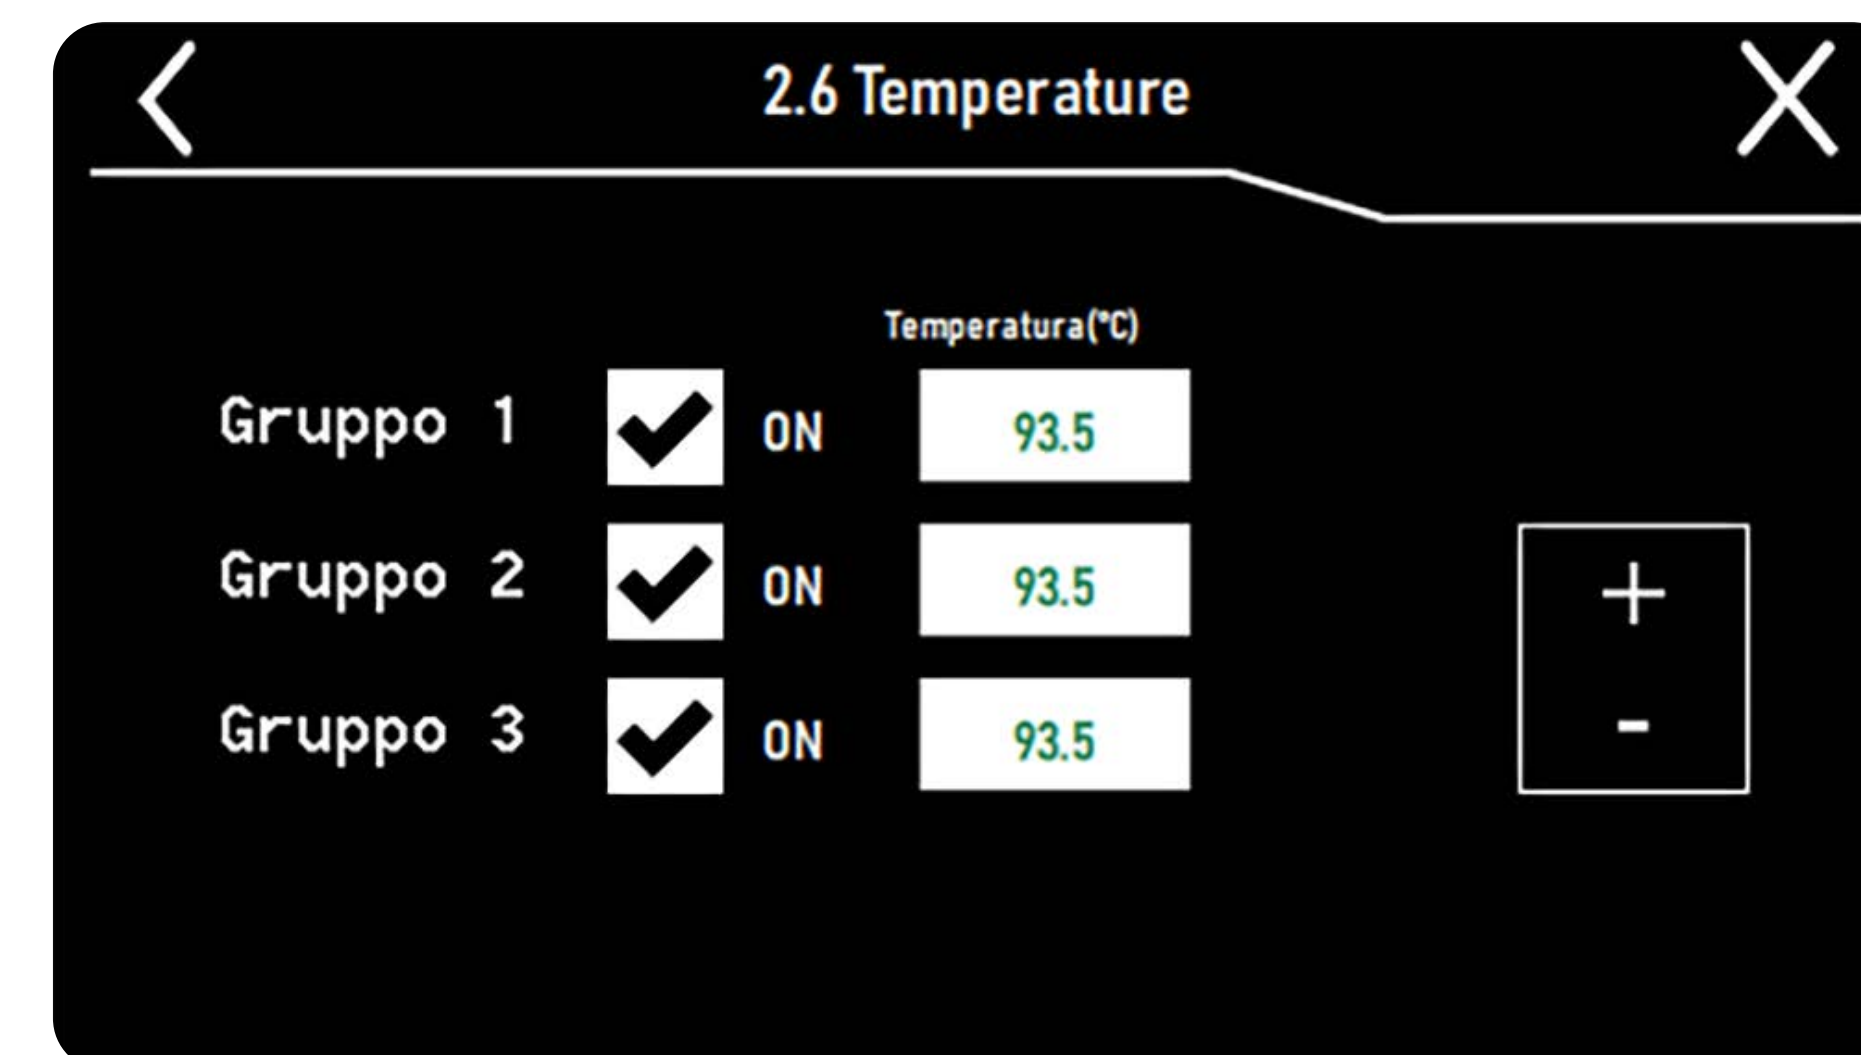 2.6 Temperature
Temperatura(°C)
Gruppo 1 ON 93.5
Gruppo 2 ON 93.5
Gruppo 3 ON 93.5
+
-